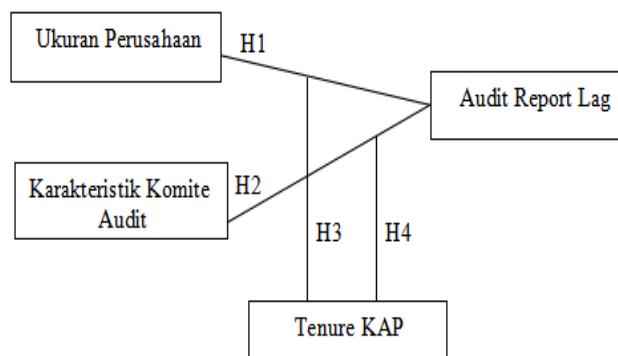 Ukuran Perusahaan
H1
Audit Report Lag
Karakteristik Komite
Audit
H2
H3
H4
Tenure KAP